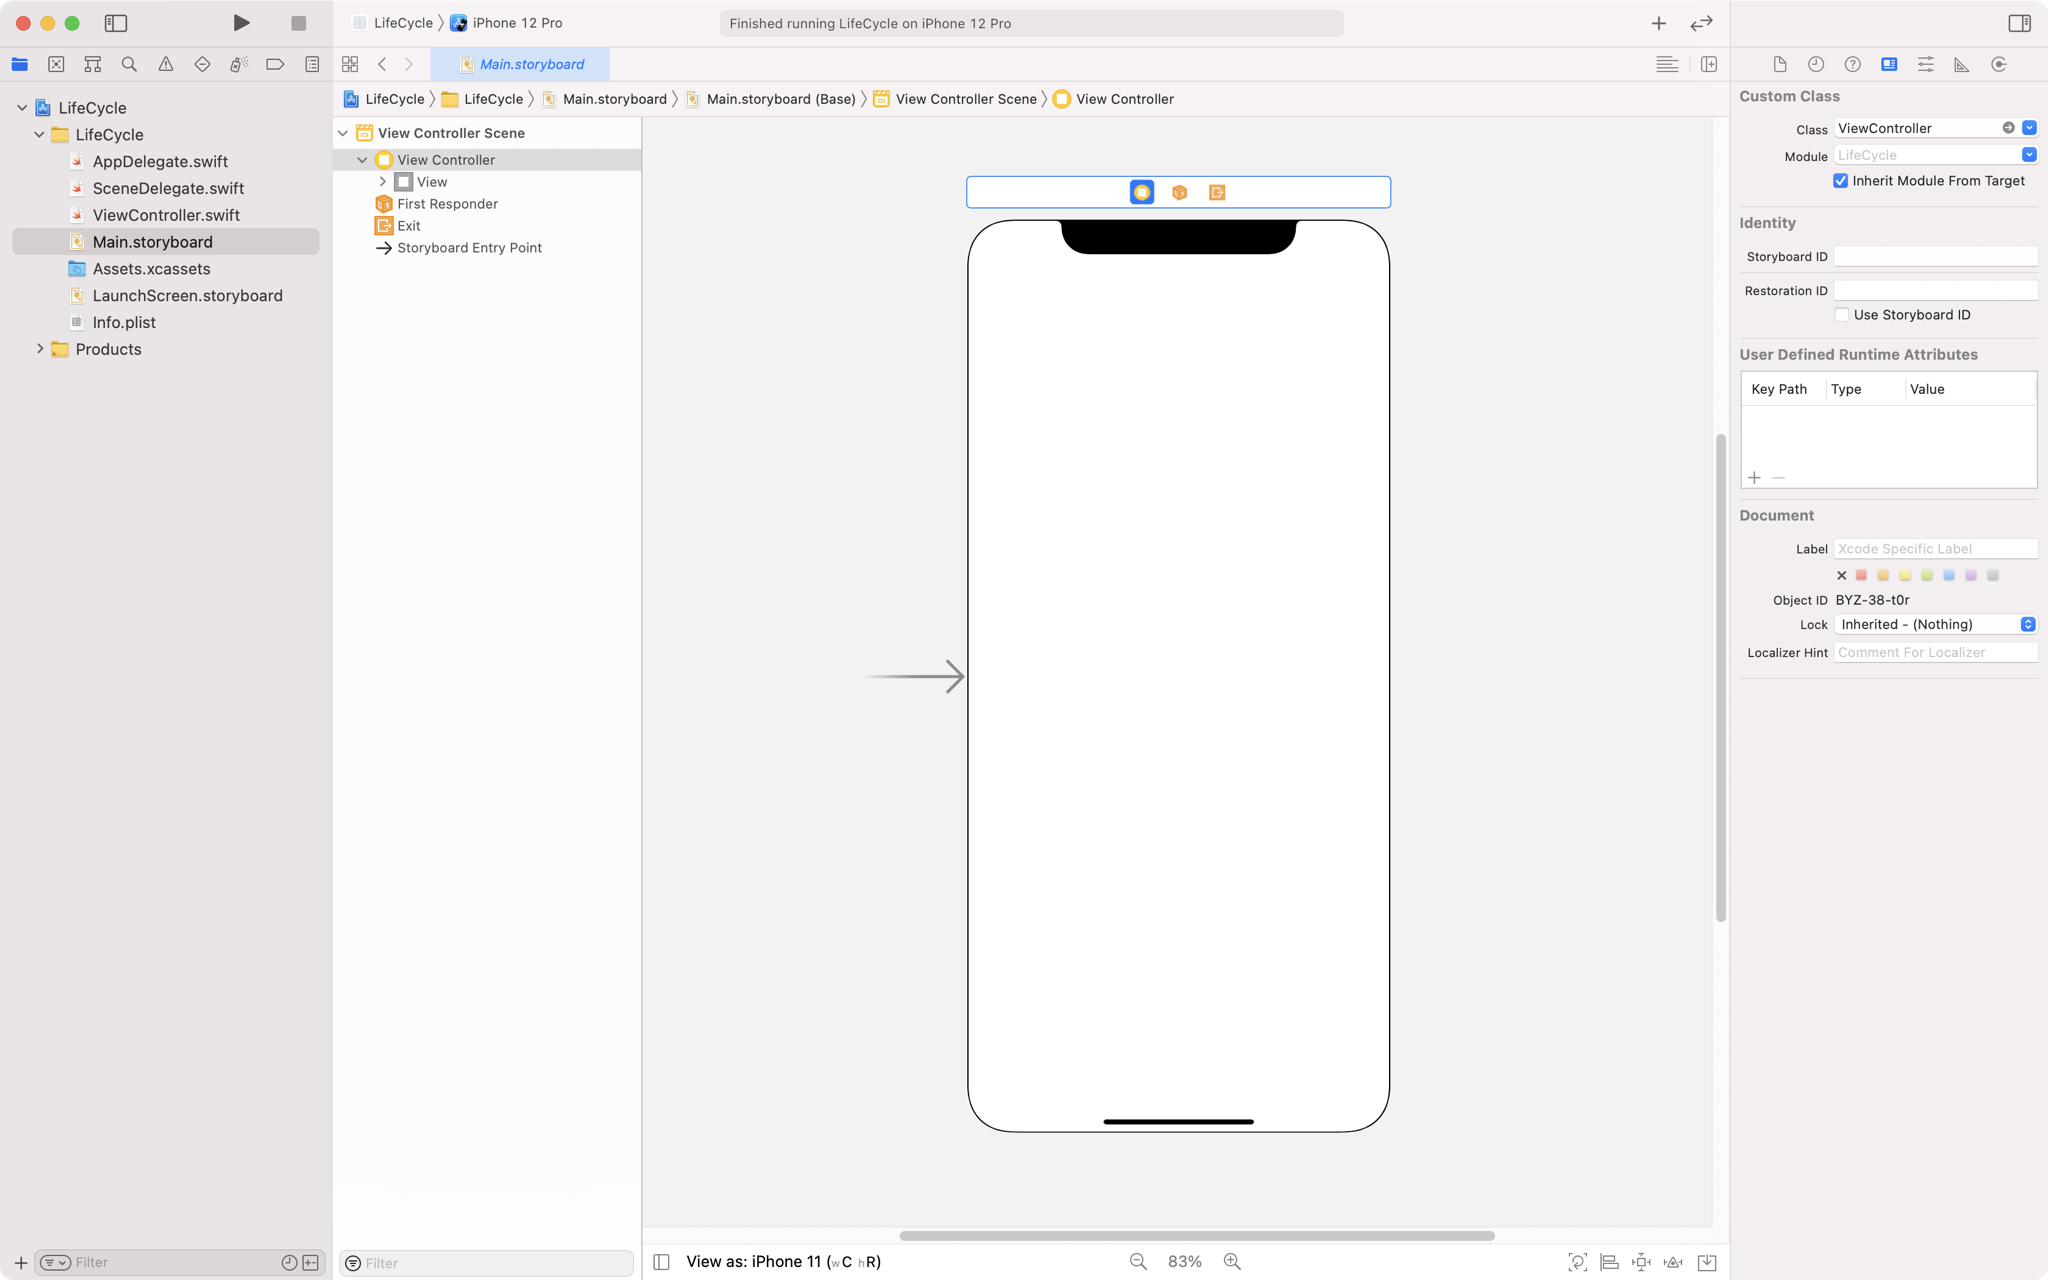 LifeCycle
iPhone 12 Pro
Finished running LifeCycle on iPhone 12 Pro
Main.storyboard
LifeCycle
LifeCycle
AppDelegate.swift
SceneDelegate.swift
ViewController.swift
Main.storyboard
Assets.xcassets
LaunchScreen.storyboard
Info.plist
Products
Filter
LifeCycle
LifeCycle
Main.storyboard
Main.storyboard (Base)
View Controller Scene
View Controller
View Controller Scene
View Controller
View
First Responder
Exit
Storyboard Entry Point
Filter
View as: iPhone 11 (wC hR)
83%
Custom Class
Class ViewController
Module LifeCycle
Inherit Module From Target
Identity
Storyboard ID
Restoration ID
Use Storyboard ID
User Defined Runtime Attributes
Key Path Type Value
Document
Label Xcode Specific Label
Object ID BYZ-38-t0r
Lock Inherited - (Nothing)
Localizer Hint Comment For Localizer